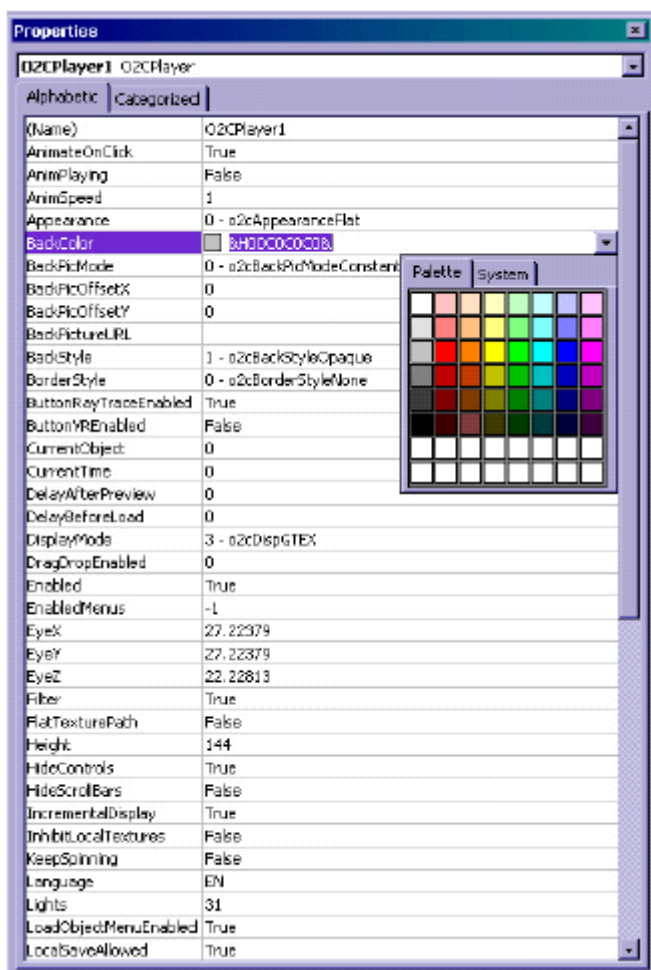 Properties
O2CPlayer1 O2CPlayer
Alphabetic Categorized
(Name) O2CPlayer1
AnimateOnClick True
AnimPlaying False
AnimSpeed 1
Appearance 0 - o2cAppearanceFlat
BackColor &H00C0C0C0&
BackPicMode 0 - o2cBackPicModeConstant
Palette System
BackPicOffsetX 0
BackPicOffsetY 0
BackPictureURL
BackStyle 1 - o2cBackStyleOpaque
BorderStyle 0 - o2cBorderStyleNone
ButtonRayTraceEnabled True
ButtonVREnabled False
CurrentObject 0
CurrentTime 0
DelayAfterPreview 0
DelayBeforeLoad 0
DisplayMode 3 - o2cDispGTEX
DragDropEnabled 0
Enabled True
EnabledMenus -1
EyeX 27.22379
EyeY 27.22379
EyeZ 22.22813
Filter True
FlatTexturePath False
Height 144
HideControls True
HideScrollBars False
IncrementalDisplay True
InhibitLocalTextures False
KeepSpinning False
Language EN
Lights 31
LoadObjectMenuEnabled True
LocalSaveAllowed True